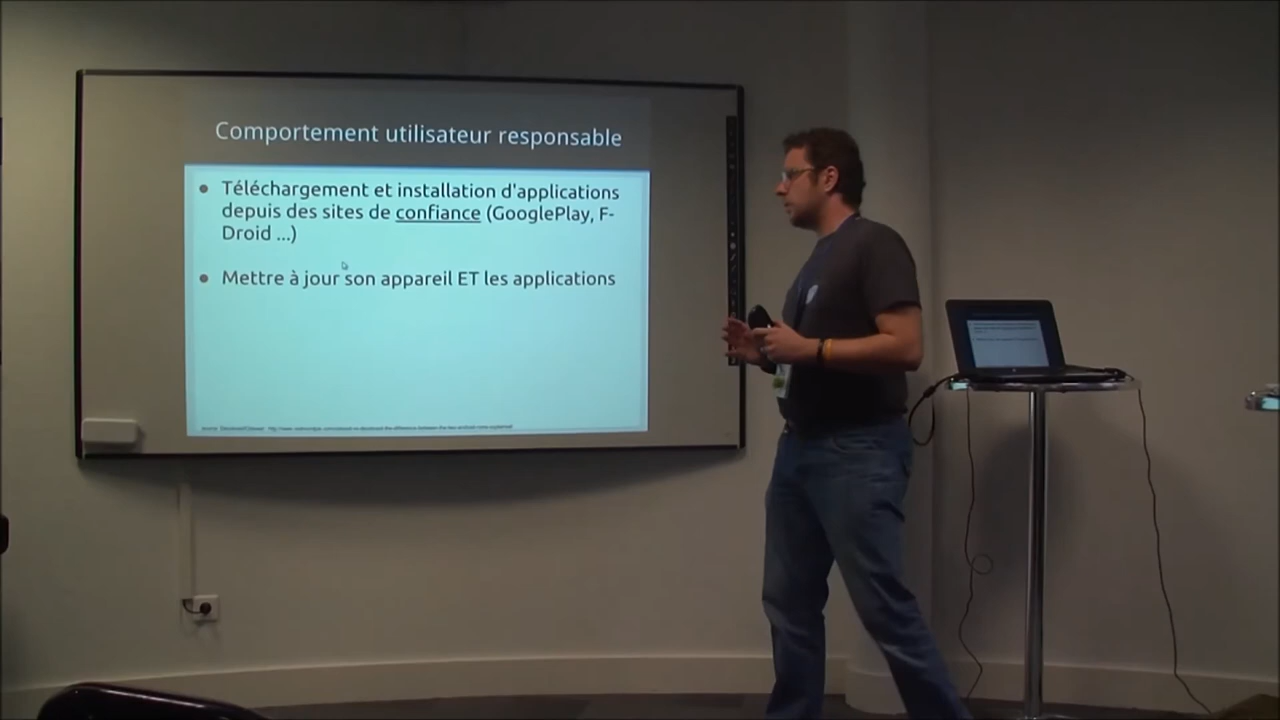 Comportement utilisateur responsable
Téléchargement et installation d'applications
depuis des sites de confiance (GooglePlay, F-
Droid ...)
Mettre à jour son appareil ET les applications